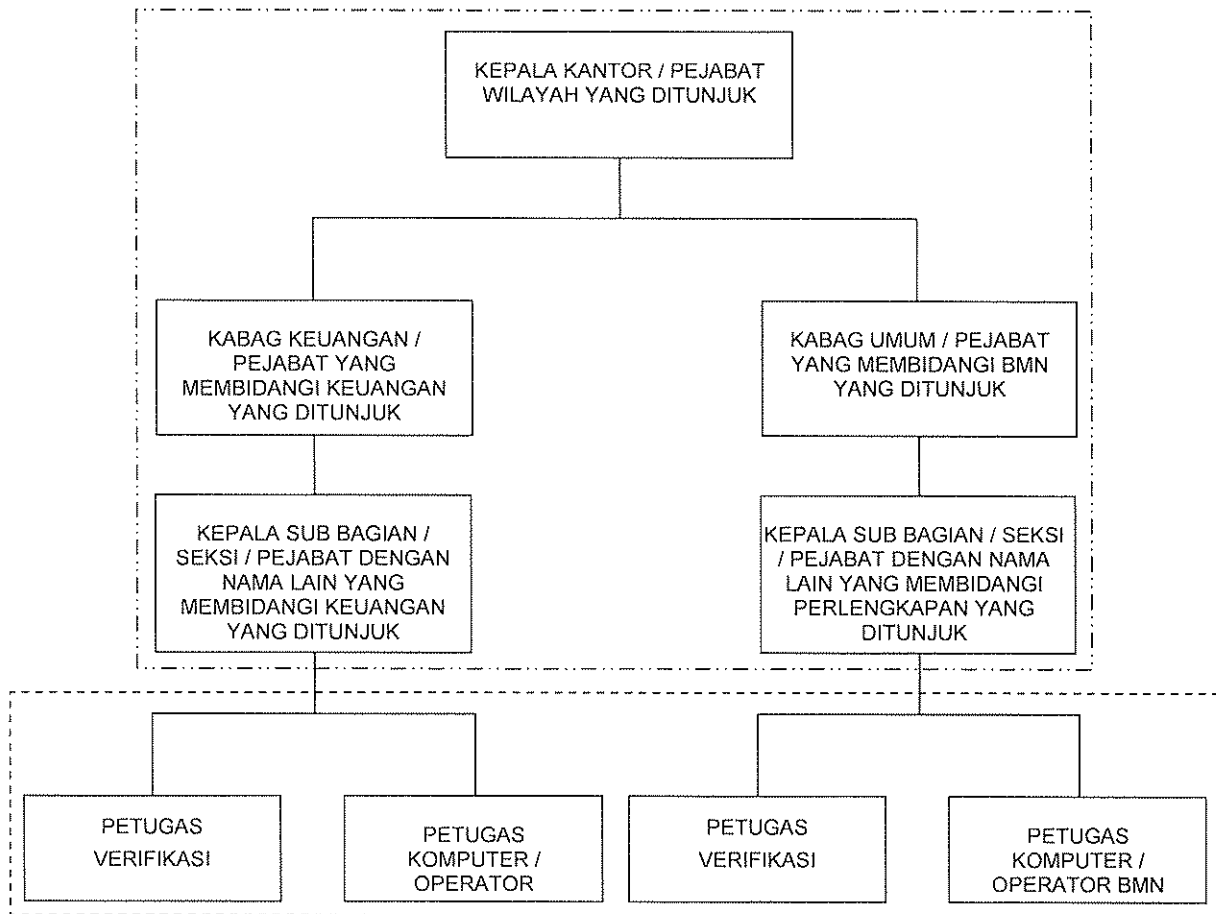 KEPALA KANTOR / PEJABAT
WILAYAH YANG DITUNJUK
KABAG KEUANGAN /
PEJABAT YANG
MEMBIDANGI KEUANGAN
YANG DITUNJUK
KABAG UMUM / PEJABAT
YANG MEMBIDANGI BMN
YANG DITUNJUK
KEPALA SUB BAGIAN /
SEKSI / PEJABAT DENGAN
NAMA LAIN YANG
MEMBIDANGI KEUANGAN
YANG DITUNJUK
KEPALA SUB BAGIAN / SEKSI
/ PEJABAT DENGAN NAMA
LAIN YANG MEMBIDANGI
PERLENGKAPAN YANG
DITUNJUK
PETUGAS
VERIFIKASI
PETUGAS
KOMPUTER /
OPERATOR
PETUGAS
VERIFIKASI
PETUGAS
KOMPUTER /
OPERATOR BMN